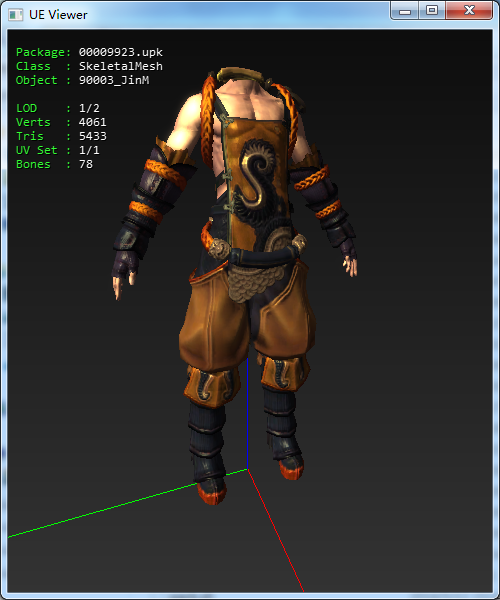 UE Viewer
Package: 00009923.upk
Class : SkeletalMesh
Object : 90003_JinM
LOD : 1/2
Verts : 4061
Tris : 5433
UV Set : 1/1
Bones : 78